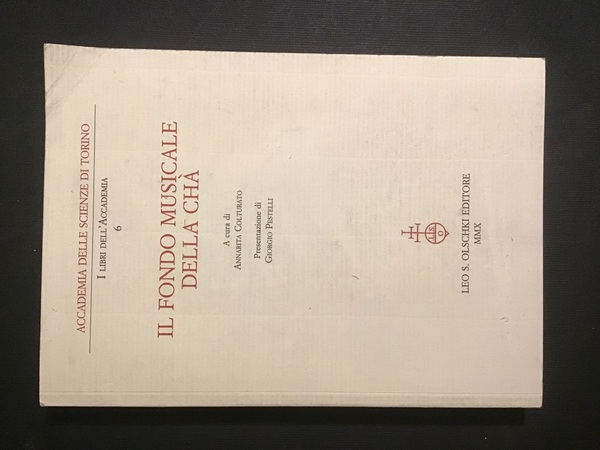 ACCADEMIA DELLE SCIENZE DI TORINO
I LIBRI DELL'ACCADEMIA
6
IL FONDO MUSICALE
DELLA CHÀ
A cura di
ANNARITA COLTURATO
Presentazione di
GIORGIO PESTELLI
LEO S. OLSCHKI EDITORE
MMX